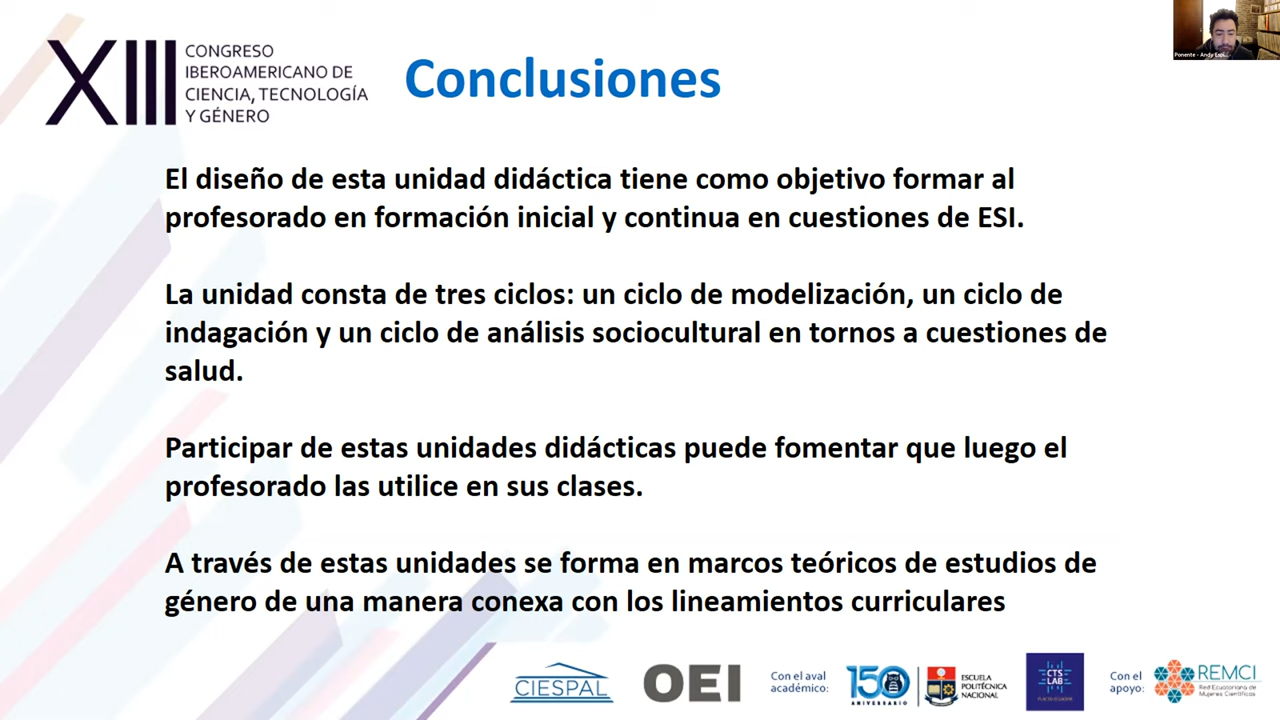 XIII
CONGRESO
IBEROAMERICANO DE
CIENCIA, TECNOLOGÍA
Y GÉNERO
Conclusiones
Ponente - Andy
El diseño de esta unidad didáctica tiene como objetivo formar al
profesorado en formación inicial y continua en cuestiones de ESI.
La unidad consta de tres ciclos: un ciclo de modelización, un ciclo de
indagación y un ciclo de análisis sociocultural en tornos a cuestiones de
salud.
Participar de estas unidades didácticas puede fomentar que luego el
profesorado las utilice en sus clases.
A través de estas unidades se forma en marcos teóricos de estudios de
género de una manera conexa con los lineamientos curriculares
CIESPAL
OEI
Con el aval
académico:
150
ANIVERSARIO
ESCUELA
POLITÉCNICA
NACIONAL
CTS
LAB
Con el
apoyo:
REMCI
Red Ecuatoriana de
Mujeres Científicas